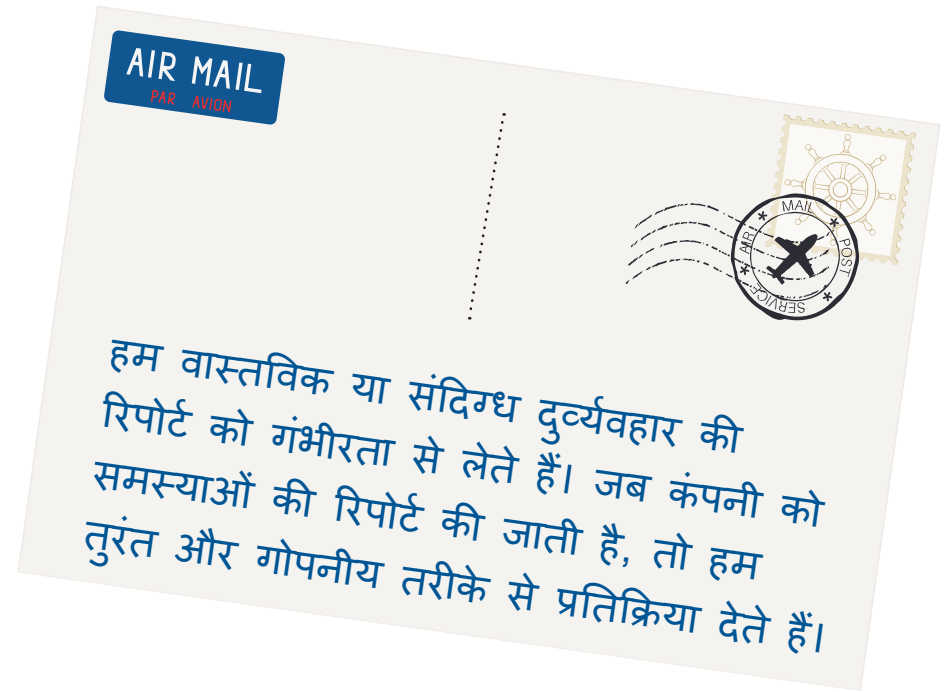 AIR MAIL
PAR AVION
MAIL
AIR
POST
SERVICE
हम वास्तविक या संदिग्ध दुर्व्यवहार की
रिपोर्ट को गंभीरता से लेते हैं। जब कंपनी को
समस्याओं की रिपोर्ट की जाती है, तो हम
तुरंत और गोपनीय तरीके से प्रतिक्रिया देते हैं।